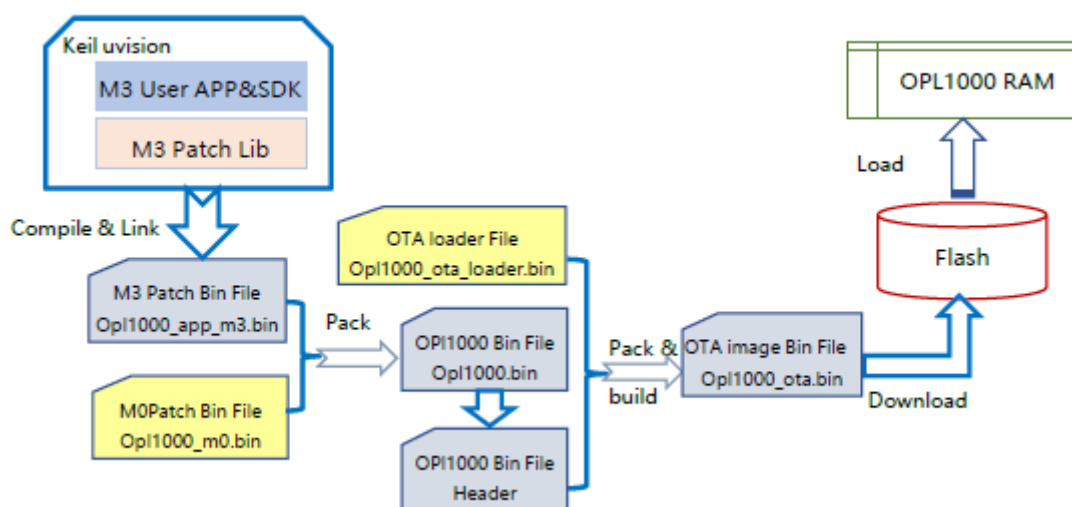 Keil uvision
M3 User APP&SDK
M3 Patch Lib
Compile & Link
M3 Patch Bin File
Opl1000_app_m3.bin
M0Patch Bin File
Opl1000_m0.bin
Pack
OTA loader File
Opl1000_ota_loader.bin
OPl1000 Bin File
Opl1000.bin
OPl1000 Bin File
Header
Pack &
build
OTA image Bin File
Opl1000_ota.bin
Download
Flash
Load
OPL1000 RAM